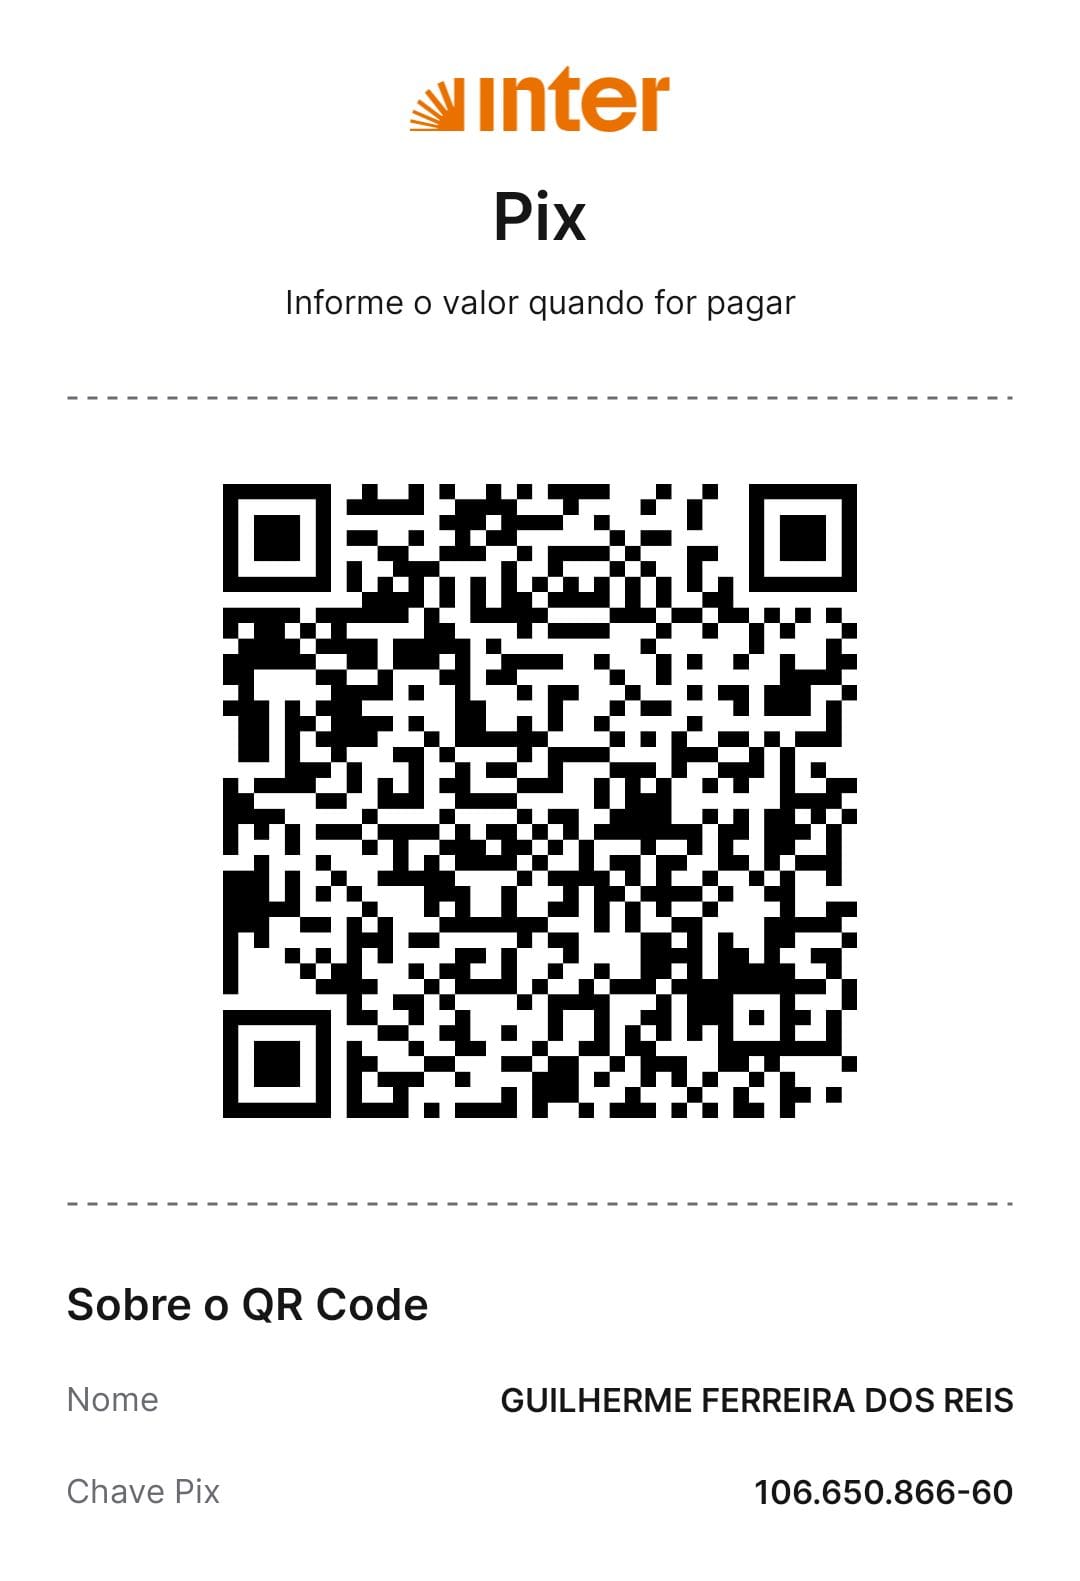 inter
Pix
Informe o valor quando for pagar
Sobre o QR Code
Nome GUILHERME FERREIRA DOS REIS
Chave Pix 106.650.866-60